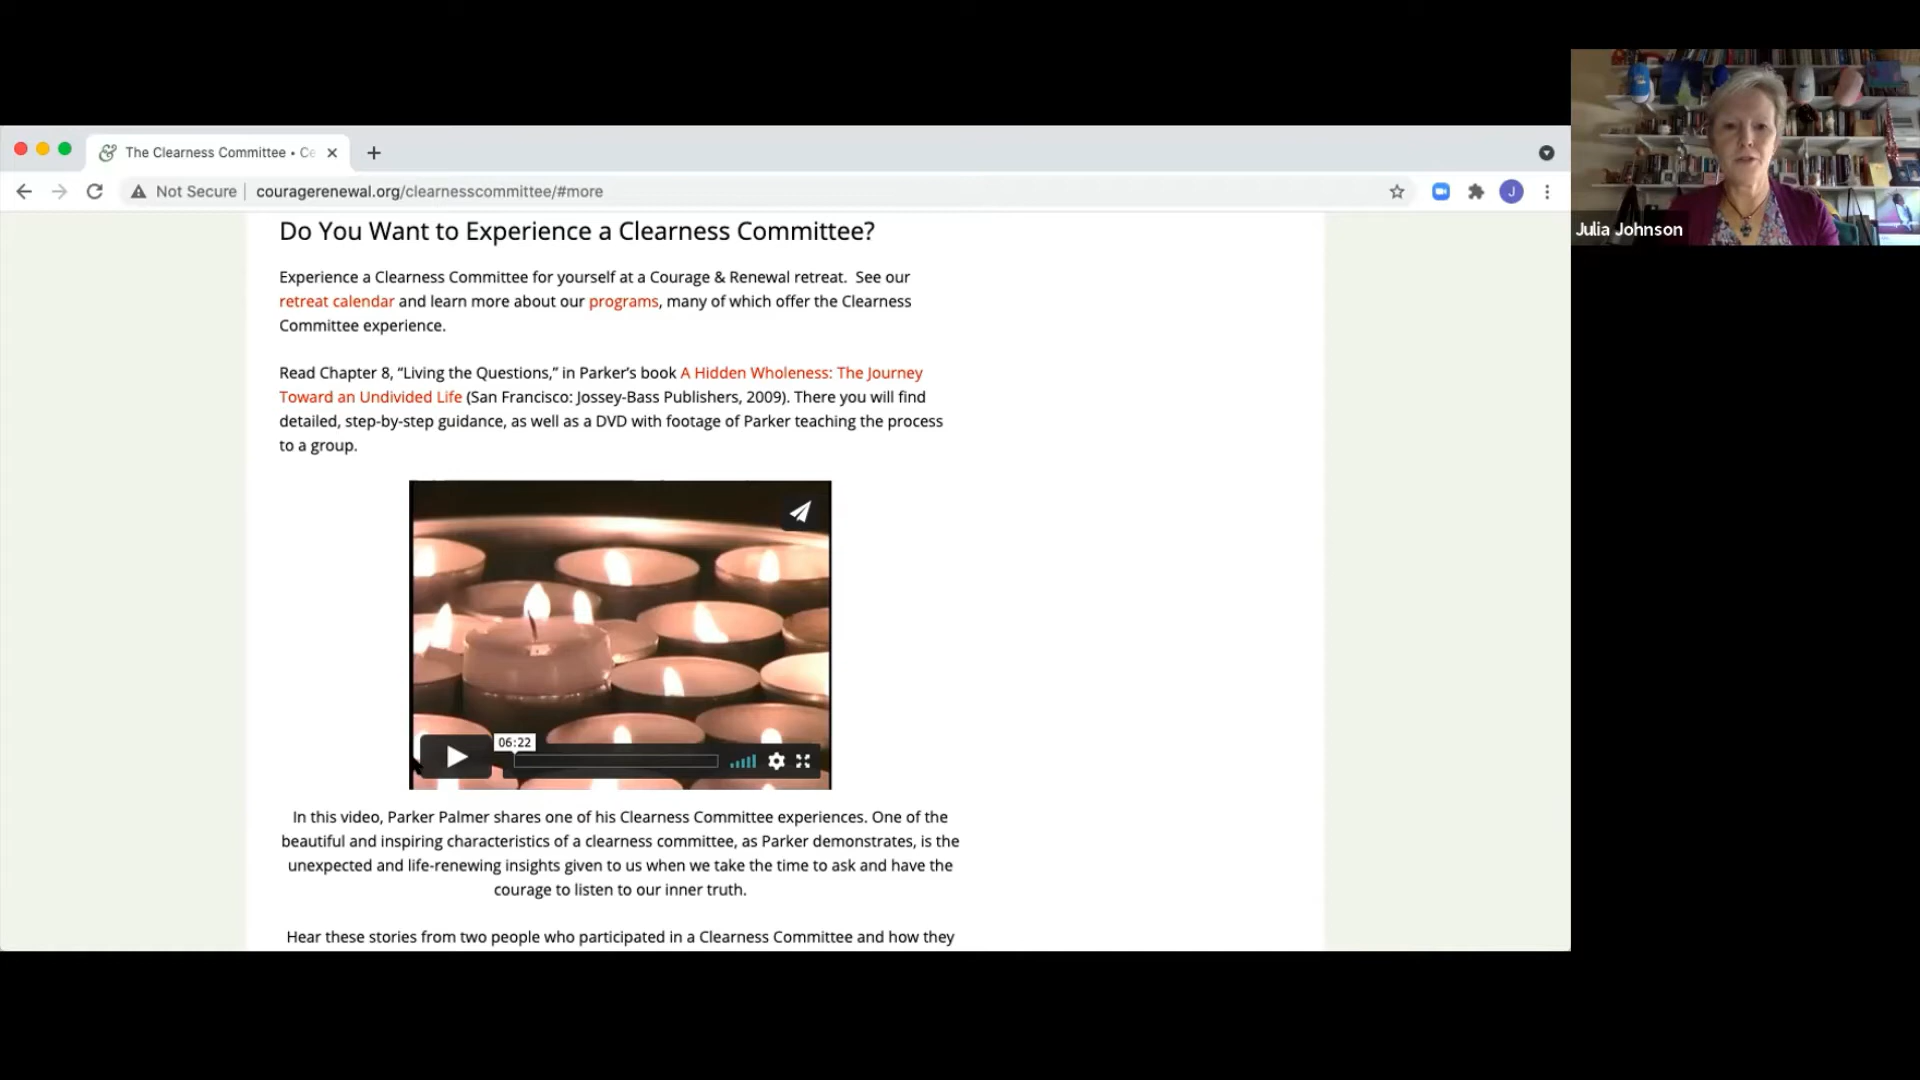 The Clearness Committee • Ce
Not Secure
couragerenewal.org/clearnesscommittee/#more
J
Julia Johnson
Do You Want to Experience a Clearness Committee?
Experience a Clearness Committee for yourself at a Courage & Renewal retreat.  See our
retreat calendar and learn more about our programs, many of which offer the Clearness
Committee experience.
Read Chapter 8, “Living the Questions,” in Parker’s book A Hidden Wholeness: The Journey
Toward an Undivided Life (San Francisco: Jossey-Bass Publishers, 2009). There you will find
detailed, step-by-step guidance, as well as a DVD with footage of Parker teaching the process
to a group.
06:22
In this video, Parker Palmer shares one of his Clearness Committee experiences. One of the
beautiful and inspiring characteristics of a clearness committee, as Parker demonstrates, is the
unexpected and life-renewing insights given to us when we take the time to ask and have the
courage to listen to our inner truth.
Hear these stories from two people who participated in a Clearness Committee and how they